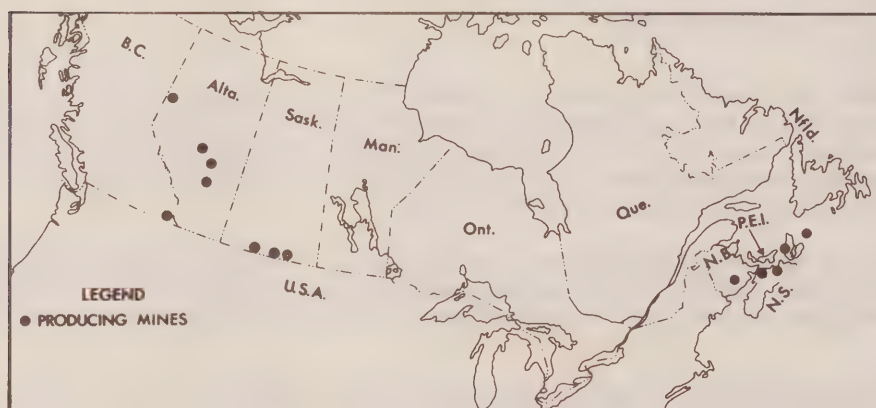 B.C.
Alta.
Sask.
Man.
Ont.
Que.
Nfld.
P.E.I.
N.B.
N.S.
U.S.A.
LEGEND
PRODUCING MINES